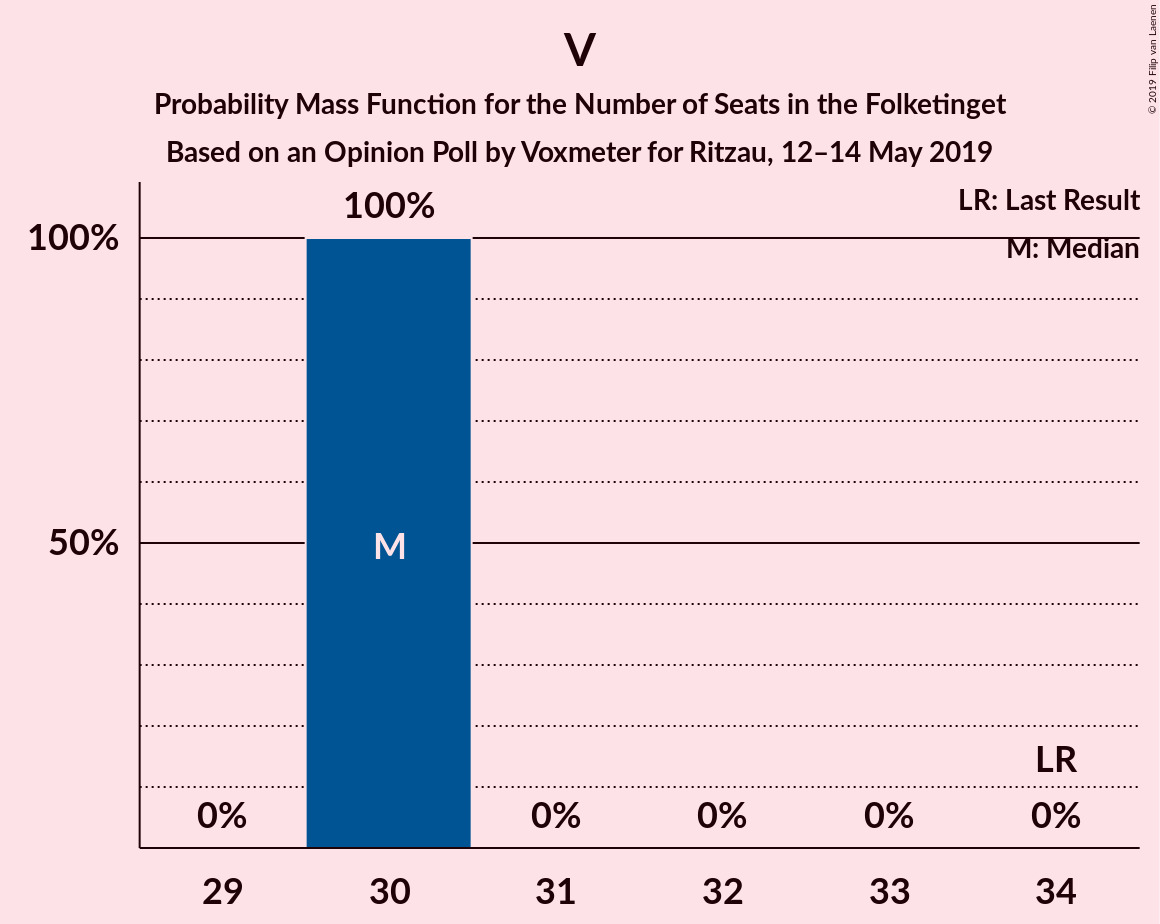 V
Probability Mass Function for the Number of Seats in the Folketinget
Based on an Opinion Poll by Voxmeter for Ritzau, 12–14 May 2019
© 2019 Filip van Laenen
LR: Last Result
M: Median
100%
100%
50%
M
LR
0%
0%
0%
0%
0%
29
30
31
32
33
34